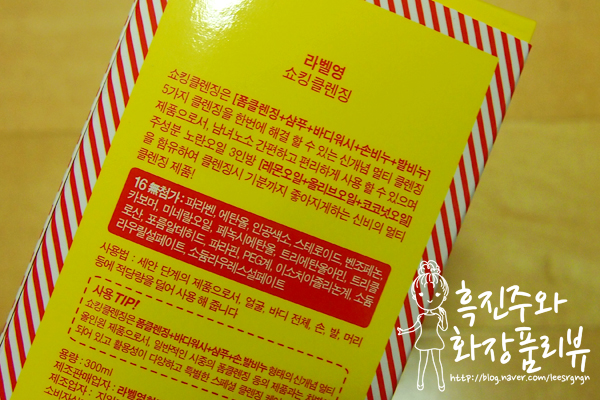 라벨영
쇼킹클렌징
쇼킹클렌징은 [폼클렌징+샴푸+바디워시+손비누+발비누]
5가지 클렌징을 한번에 해결 할 수 있는 신개념 멀티 클렌징
제품으로서, 남녀노소 간편하고 편리하게 사용 할 수 있으며
주성분 노란오일 3인방 [레몬오일+올리브오일+코코넛오일]
을 함유하여 클렌징시 기분까지 좋아지게하는 신비의 멀티
클렌징 제품!
16 無첨가 : 파라벤, 에탄올, 인공색소, 스테로이드 벤조페논
카보머, 미네랄오일, 페녹시에탄올, 트리에탄올아민, 트리클
로산, 포름알데히드, 파라핀, PEG계, 이소치아졸리논계, 소듐
라우릴설페이트, 소듐라우레스설페이트
사용법 : 세안 단계의 제품으로서, 얼굴, 바디 전체, 손, 발, 머리
등에 적당량을 덜어 사용 해 합니다
사용 TIP!
쇼킹클렌징은 폼클렌징+바디워시+샴푸+손.발비누 형태의 신개념 멀티
올인원 제품으로서, 일반적인 시중의 폼클렌징 등의 제품과는
되어 있고 활용성이 다양하고 특별한 스페셜 클렌징
용량 : 300ml
제조판매업자 : 라벨영
제조업자 :
흑진주와
화장품리뷰
http://blog.naver.com/leesrgngn